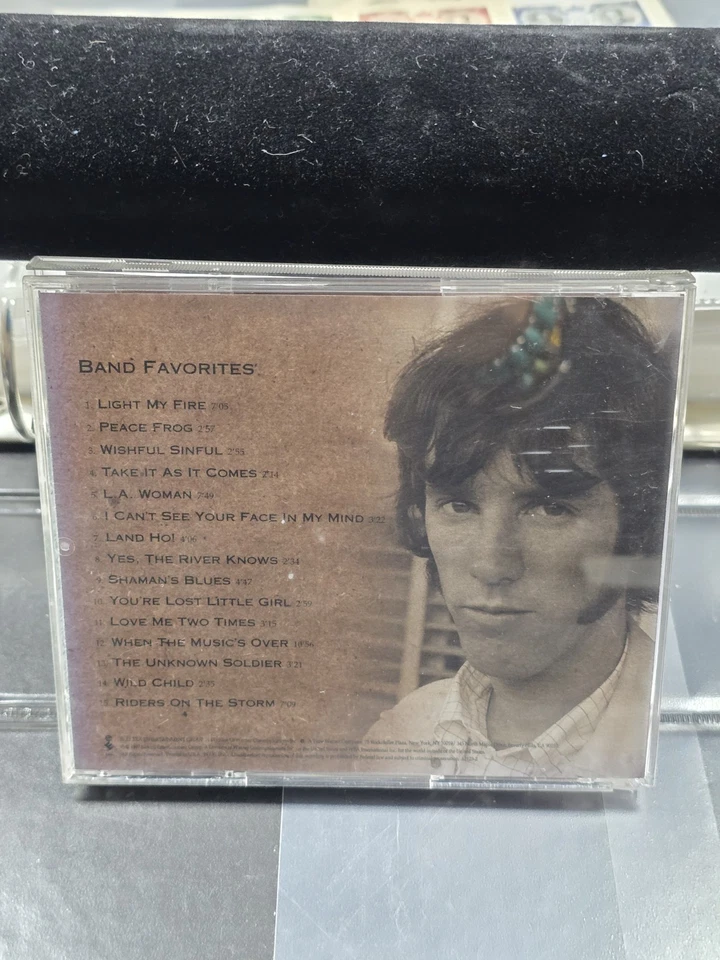 BAND FAVORITES
1. LIGHT MY FIRE 7:05
2. PEACE FROG 2:57
3. WISHFUL SINFUL 2:55
4. TAKE IT AS IT COMES 2:14
5. L.A. WOMAN 7:49
I CAN'T SEE YOUR FACE IN MY MIND 3:22
7. LAND HO! 4:06
8. YES, THE RIVER KNOWS 2:34
9. SHAMAN'S BLUES 4:47
10. YOU'RE LOST LITTLE GIRL 2:59
11. LOVE ME TWO TIMES 3:15
12. WHEN THE MUSIC'S OVER 10:56
13. THE UNKNOWN SOLDIER 3:21
14. WILD CHILD 2:35
15. RIDERS ON THE STORM 7:09